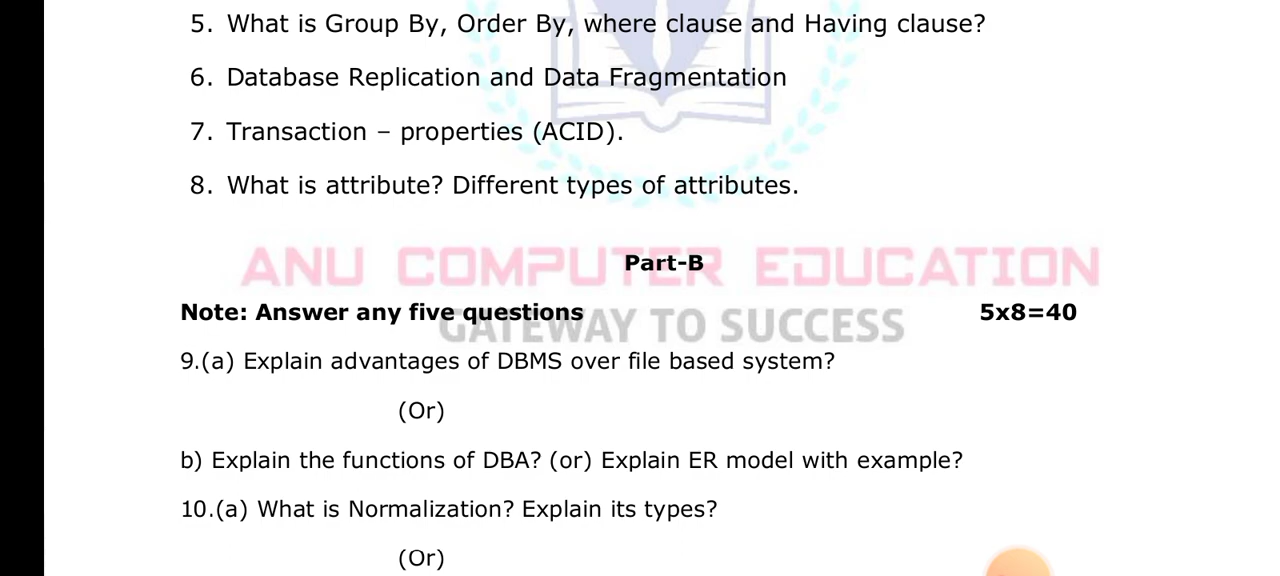 5. What is Group By, Order By, where clause and Having clause?
6. Database Replication and Data Fragmentation
7. Transaction – properties (ACID).
8. What is attribute? Different types of attributes.
ANU COMPUTER EDUCATION
Part-B
Note: Answer any five questions 5x8=40
GATEWAY TO SUCCESS
9.(a) Explain advantages of DBMS over file based system?
(Or)
b) Explain the functions of DBA? (or) Explain ER model with example?
10.(a) What is Normalization? Explain its types?
(Or)